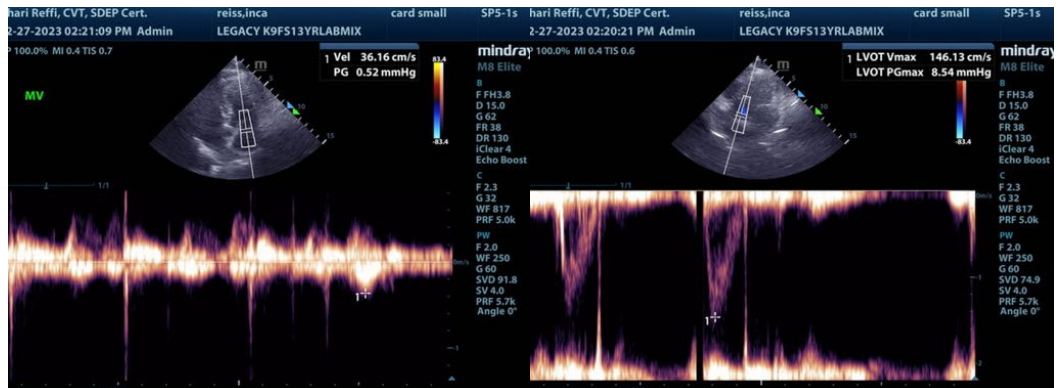 hari Reffi, CVT, SDEP Cert.
reiss,inca
card small
SP5-1s
2-27-2023 02:21:09 PM Admin
LEGACY K9FS13YRLABMIX
P 100.0% MI 0.4 TIS 0.7
1 Vel 36.16 cm/s
PG 0.52 mmHg
mindray
M8 Elite
MV
m
5
10
15
83.4
-83.4
B
F FH3.8
D 15.0
G 62
FR 38
DR 130
iClear 4
Echo Boost
1/1
C
F 2.3
G 32
WF 817
PRF 5.0k
PW
F 2.0
WF 250
G 60
SVD 91.8
SV 4.0
PRF 5.7k
Angle 0°
0m/s
1
hari Reffi, CVT, SDEP Cert.
reiss,inca
card small
SP5-1s
2-27-2023 02:20:21 PM Admin
LEGACY K9FS13YRLABMIX
P 100.0% MI 0.4 TIS 0.6
1 LVOT Vmax 146.13 cm/s
LVOT PGmax 8.54 mmHg
mindray
M8 Elite
m
10
15
-83.4
B
F FH3.8
D 15.0
G 62
FR 38
DR 130
iClear 4
Echo Boost
1/1
C
F 2.3
G 32
WF 817
PRF 5.0k
PW
F 2.0
WF 250
G 60
SVD 74.9
SV 4.0
PRF 5.7k
Angle 0°
0m/s
1